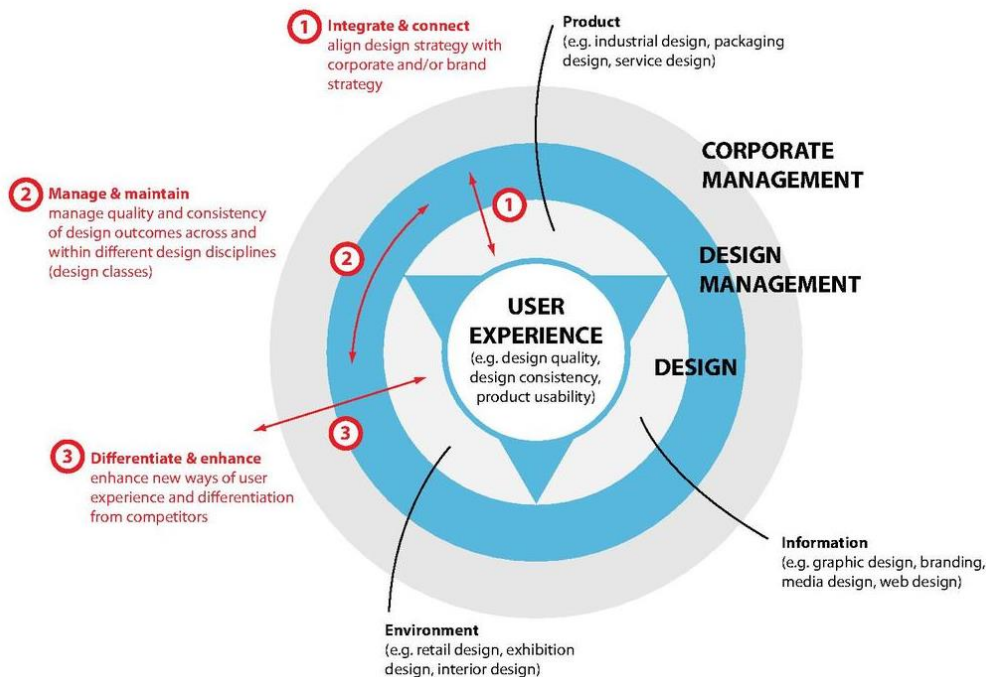 1
Integrate & connect
align design strategy with
corporate and/or brand
strategy
Product
(e.g. industrial design, packaging
design, service design)
CORPORATE
MANAGEMENT
2
Manage & maintain
manage quality and consistency
of design outcomes across and
within different design disciplines
(design classes)
1
2
DESIGN
MANAGEMENT
USER
EXPERIENCE
(e.g. design quality,
design consistency,
product usability)
DESIGN
3
3
Differentiate & enhance
enhance new ways of user
experience and differentiation
from competitors
Information
(e.g. graphic design, branding,
media design, web design)
Environment
(e.g. retail design, exhibition
design, interior design)